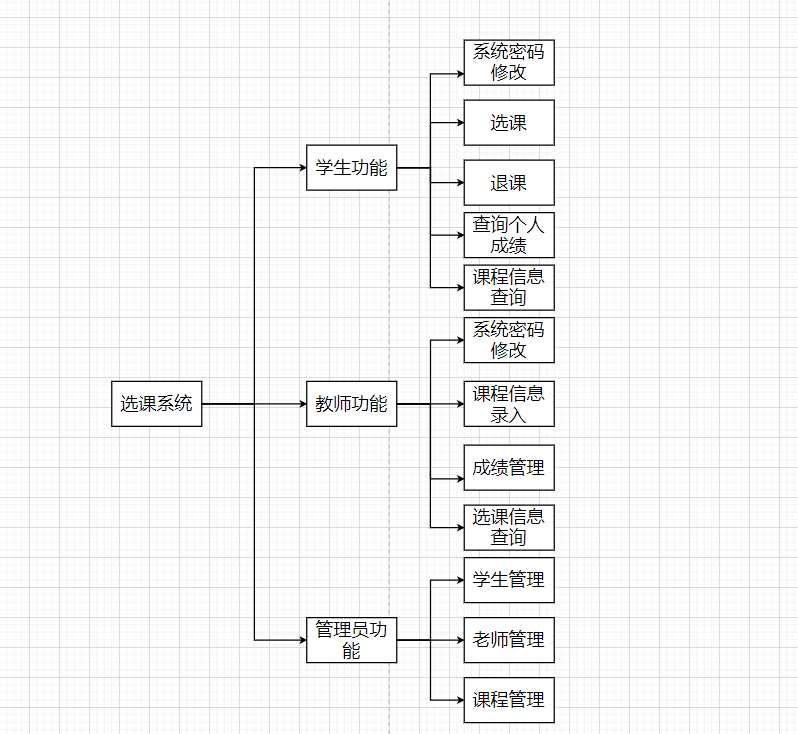 系统密码
修改
选课
学生功能
退课
查询个人
成绩
课程信息
查询
系统密码
修改
选课系统
教师功能
课程信息
录入
成绩管理
选课信息
查询
学生管理
管理员功
能
老师管理
课程管理